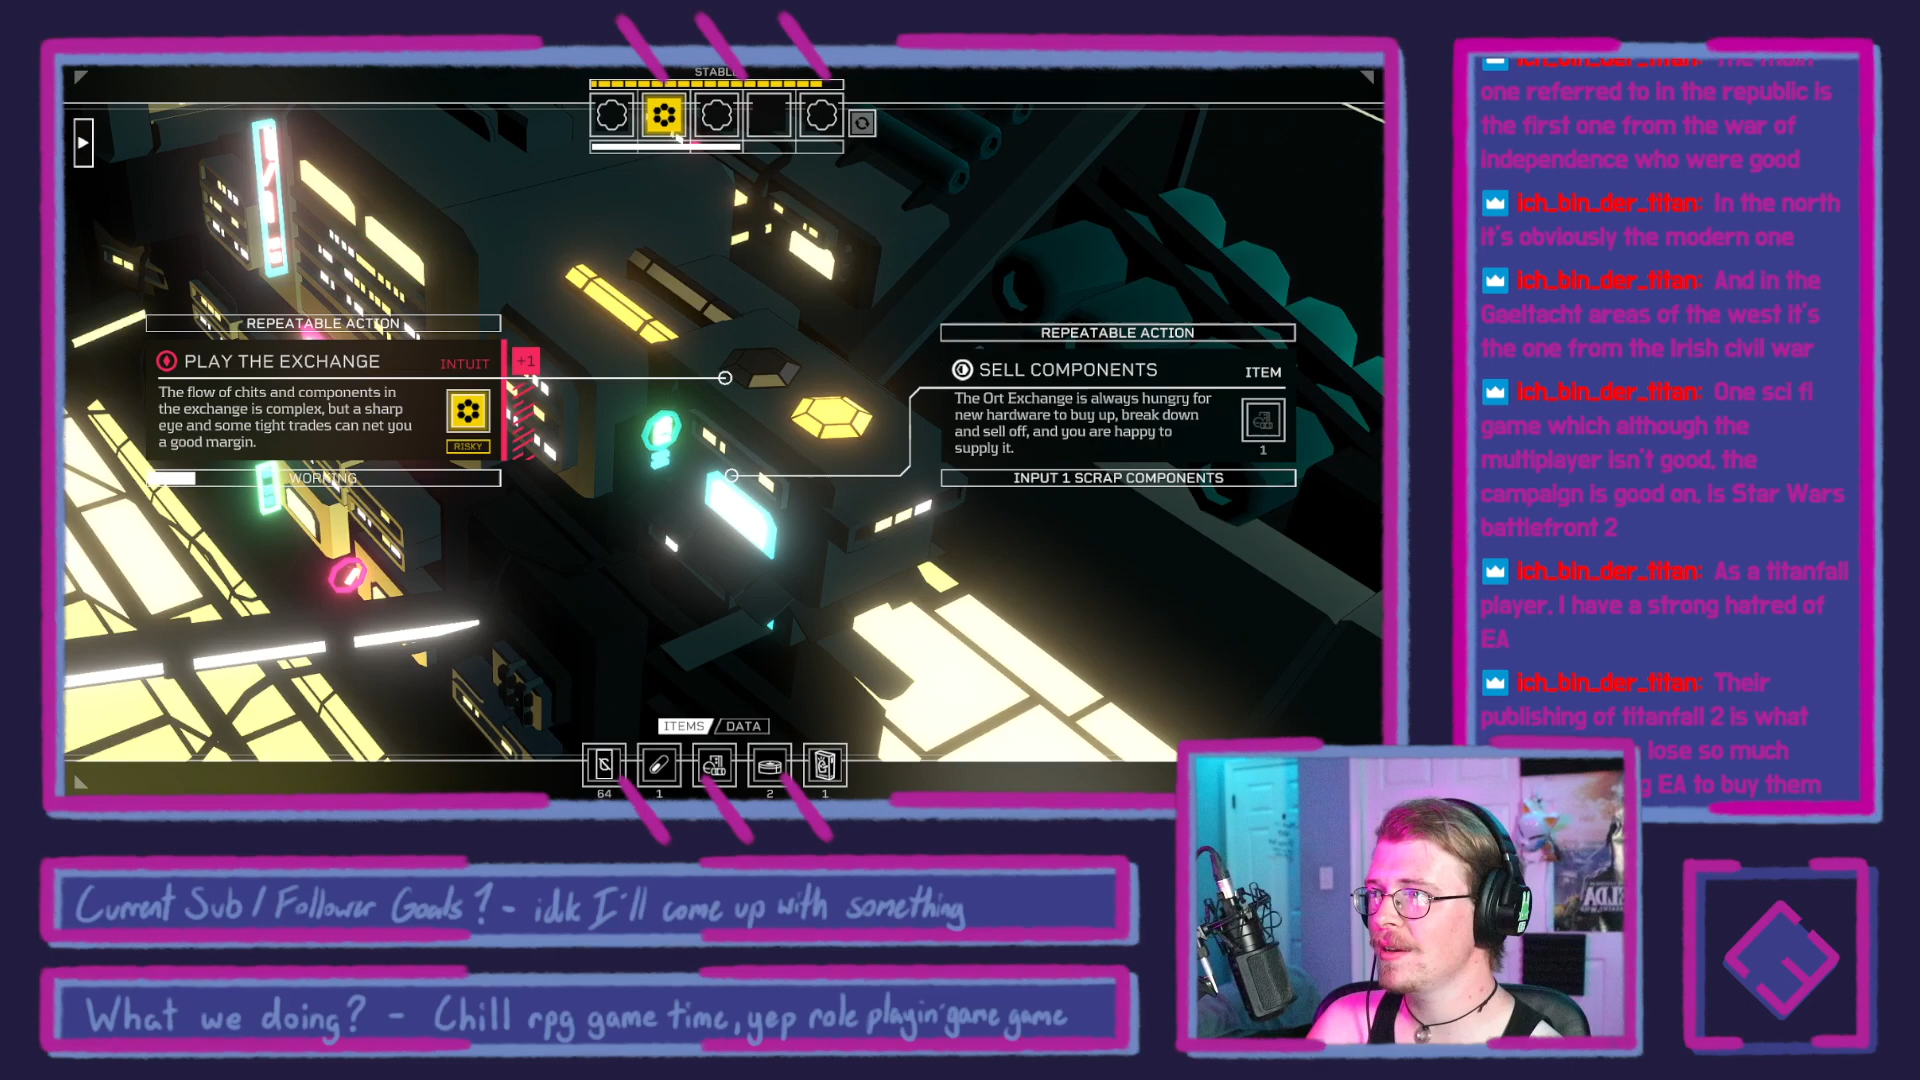 STABLE
REPEATABLE ACTION
PLAY THE EXCHANGE
INTUIT
+1
The flow of chits and components in
the exchange is complex, but a sharp
eye and some tight trades can net you
a good margin.
RISKY
WORKING
REPEATABLE ACTION
SELL COMPONENTS
ITEM
The Ort Exchange is always hungry for
new hardware to buy up, break down
and sell off, and you are happy to
supply it.
1
INPUT 1 SCRAP COMPONENTS
ITEMS / DATA
64
1
2
1
ich_bin_der_titan: The main
one referred to in the republic is
the first one from the war of
independence who were good
ich_bin_der_titan: In the north
it's obviously the modern one
ich_bin_der_titan: And in the
Gaeltacht areas of the west it's
the one from the Irish civil war
ich_bin_der_titan: One sci fi
game which although the
multiplayer isn't good, the
campaign is good on, is Star Wars
battlefront 2
ich_bin_der_titan: As a titanfall
player, I have a strong hatred of
EA
ich_bin_der_titan: Their
publishing of titanfall 2 is what
lose so much
g EA to buy them
Current Sub / Follower Goals? - idk I'll come up with something
What we doing? - Chill rpg game time, yep role playin' game game